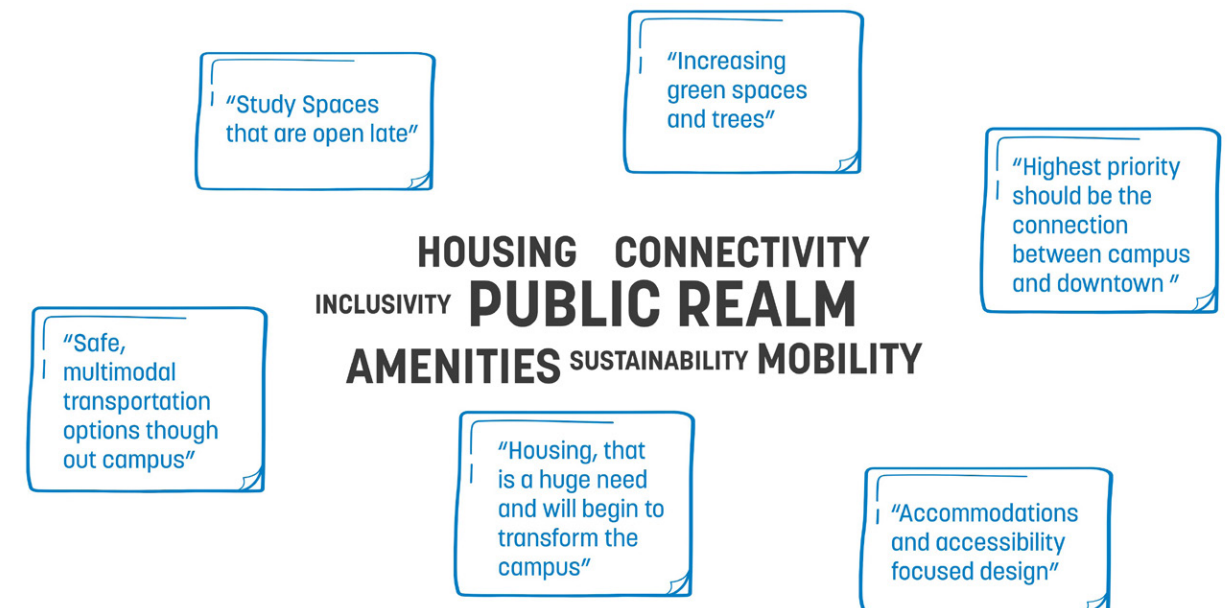 “Study Spaces
that are open late”
“Increasing
green spaces
and trees”
“Highest priority
should be the
connection
between campus
and downtown ”
HOUSING CONNECTIVITY
INCLUSIVITY PUBLIC REALM
AMENITIES SUSTAINABILITY MOBILITY
“Safe,
multimodal
transportation
options though
out campus”
“Housing, that
is a huge need
and will begin to
transform the
campus”
“Accommodations
and accessibility
focused design”